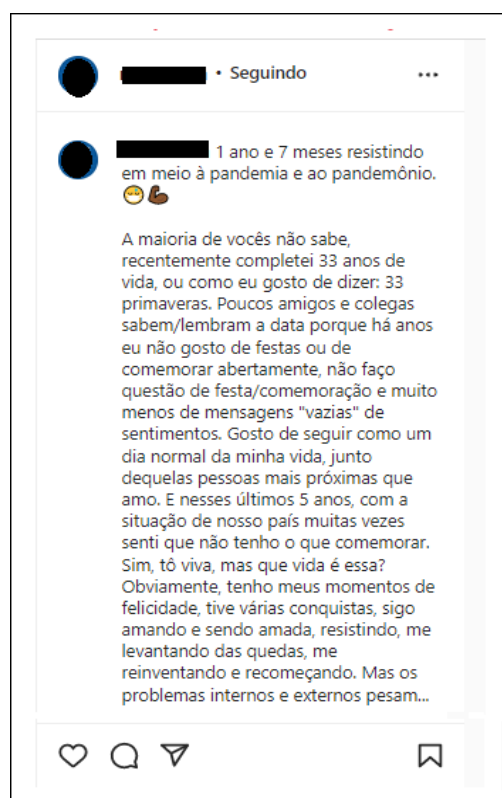 • Seguindo
...
1 ano e 7 meses resistindo
em meio à pandemia e ao pandemônio.
😷💪🏾
A maioria de vocês não sabe,
recentemente completei 33 anos de
vida, ou como eu gosto de dizer: 33
primaveras. Poucos amigos e colegas
sabem/lembram a data porque há anos
eu não gosto de festas ou de
comemorar abertamente, não faço
questão de festa/comemoração e muito
menos de mensagens "vazias" de
sentimentos. Gosto de seguir como um
dia normal da minha vida, junto
dequelas pessoas mais próximas que
amo. E nesses últimos 5 anos, com a
situação de nosso país muitas vezes
senti que não tenho o que comemorar.
Sim, tô viva, mas que vida é essa?
Obviamente, tenho meus momentos de
felicidade, tive várias conquistas, sigo
amando e sendo amada, resistindo, me
levantando das quedas, me
reinventando e recomeçando. Mas os
problemas internos e externos pesam...